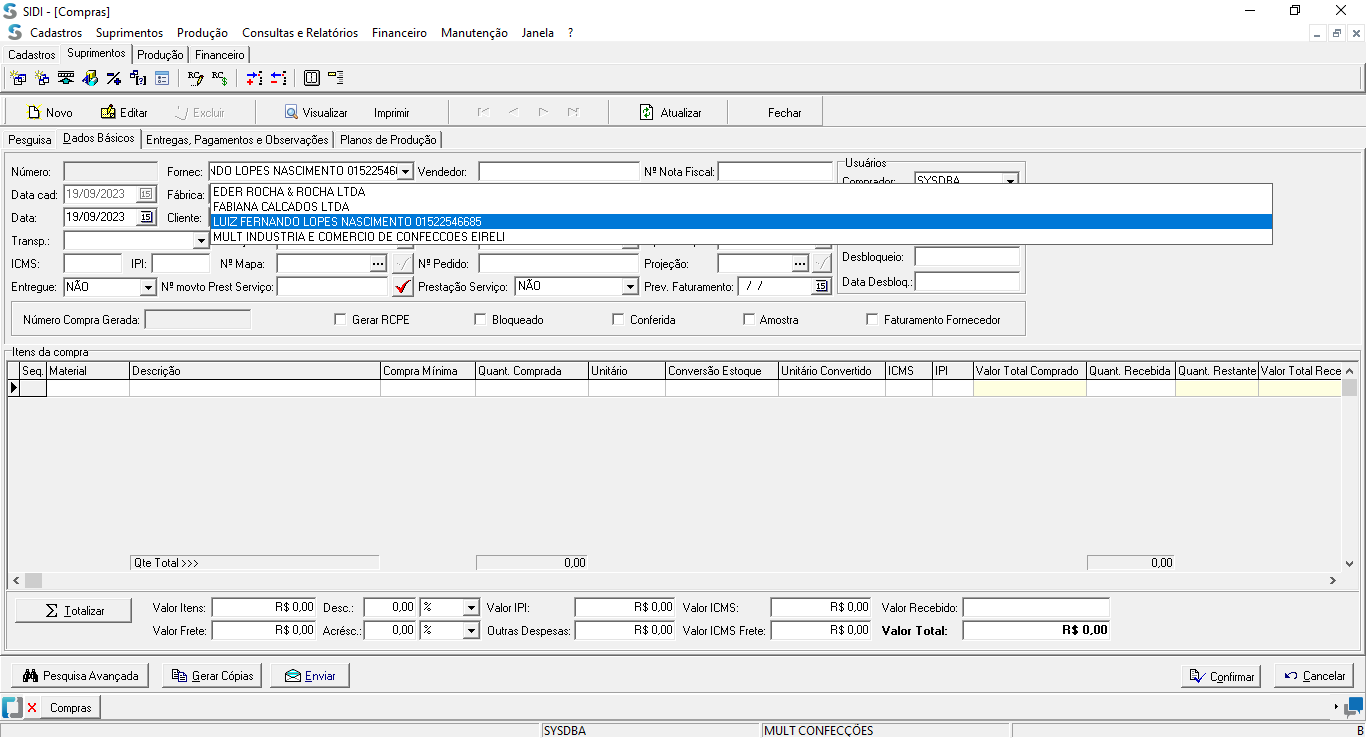 SIDI - [Compras]
Cadastros Suprimentos Produção Consultas e Relatórios Financeiro Manutenção Janela ?
Cadastros Suprimentos Produção Financeiro
Novo Editar Excluir Visualizar Imprimir Atualizar Fechar
Pesquisa Dados Básicos Entregas, Pagamentos e Observações Planos de Produção
Número: Fornec: NDO LOPES NASCIMENTO 01522546 Vendedor: Nº Nota Fiscal: Usuários
Data cad: 19/09/2023 15 Fábrica: Comprador: SYSDBA
EDER ROCHA & ROCHA LTDA
FABIANA CALCADOS LTDA
Data: 19/09/2023 15 Cliente: LUIZ FERNANDO LOPES NASCIMENTO 01522546685
Transp.: MULT INDUSTRIA E COMERCIO DE CONFECCOES EIRELI
ICMS: IPI: Nº Mapa: ... Nº Pedido: Projeção: ... Desbloqueio:
Entregue: NÃO Nº movto Prest Serviço: Prestação Serviço: NÃO Prev. Faturamento: / / 15 Data Desbloq.:
Número Compra Gerada: Gerar RCPE Bloqueado Conferida Amostra Faturamento Fornecedor
Itens da compra
Seq. Material Descrição Compra Mínima Quant. Comprada Unitário Conversão Estoque Unitário Convertido ICMS IPI Valor Total Comprado Quant. Recebida Quant. Restante Valor Total Rece
Qte Total >>> 0,00 0,00
Totalizar Valor Itens: R$ 0,00 Desc.: 0,00 % Valor IPI: R$ 0,00 Valor ICMS: R$ 0,00 Valor Recebido:
Valor Frete: R$ 0,00 Acrésc.: 0,00 % Outras Despesas: R$ 0,00 Valor ICMS Frete: R$ 0,00 Valor Total: R$ 0,00
Pesquisa Avançada Gerar Cópias Enviar Confirmar Cancelar
Compras
SYSDBA MULT CONFECÇÕES B